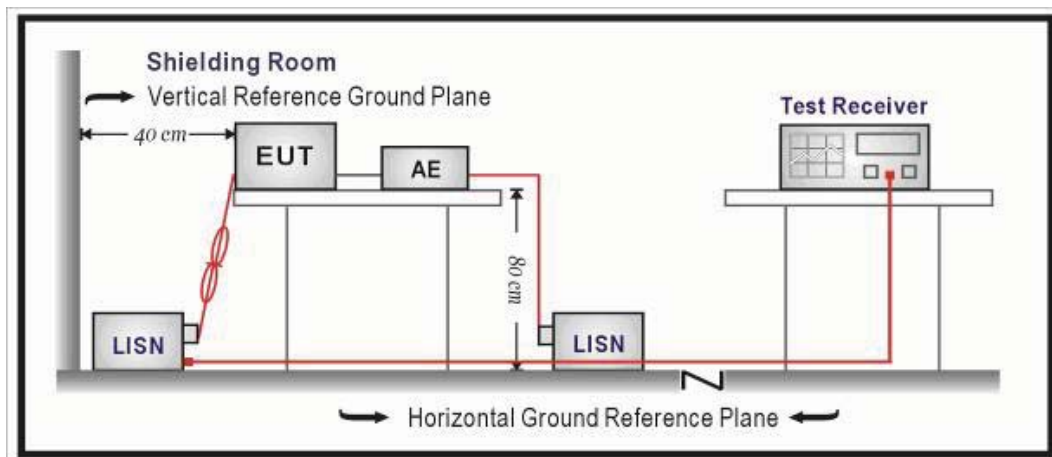 Shielding Room
Vertical Reference Ground Plane
40 cm
EUT
AE
Test Receiver
80 cm
LISN
LISN
Horizontal Ground Reference Plane